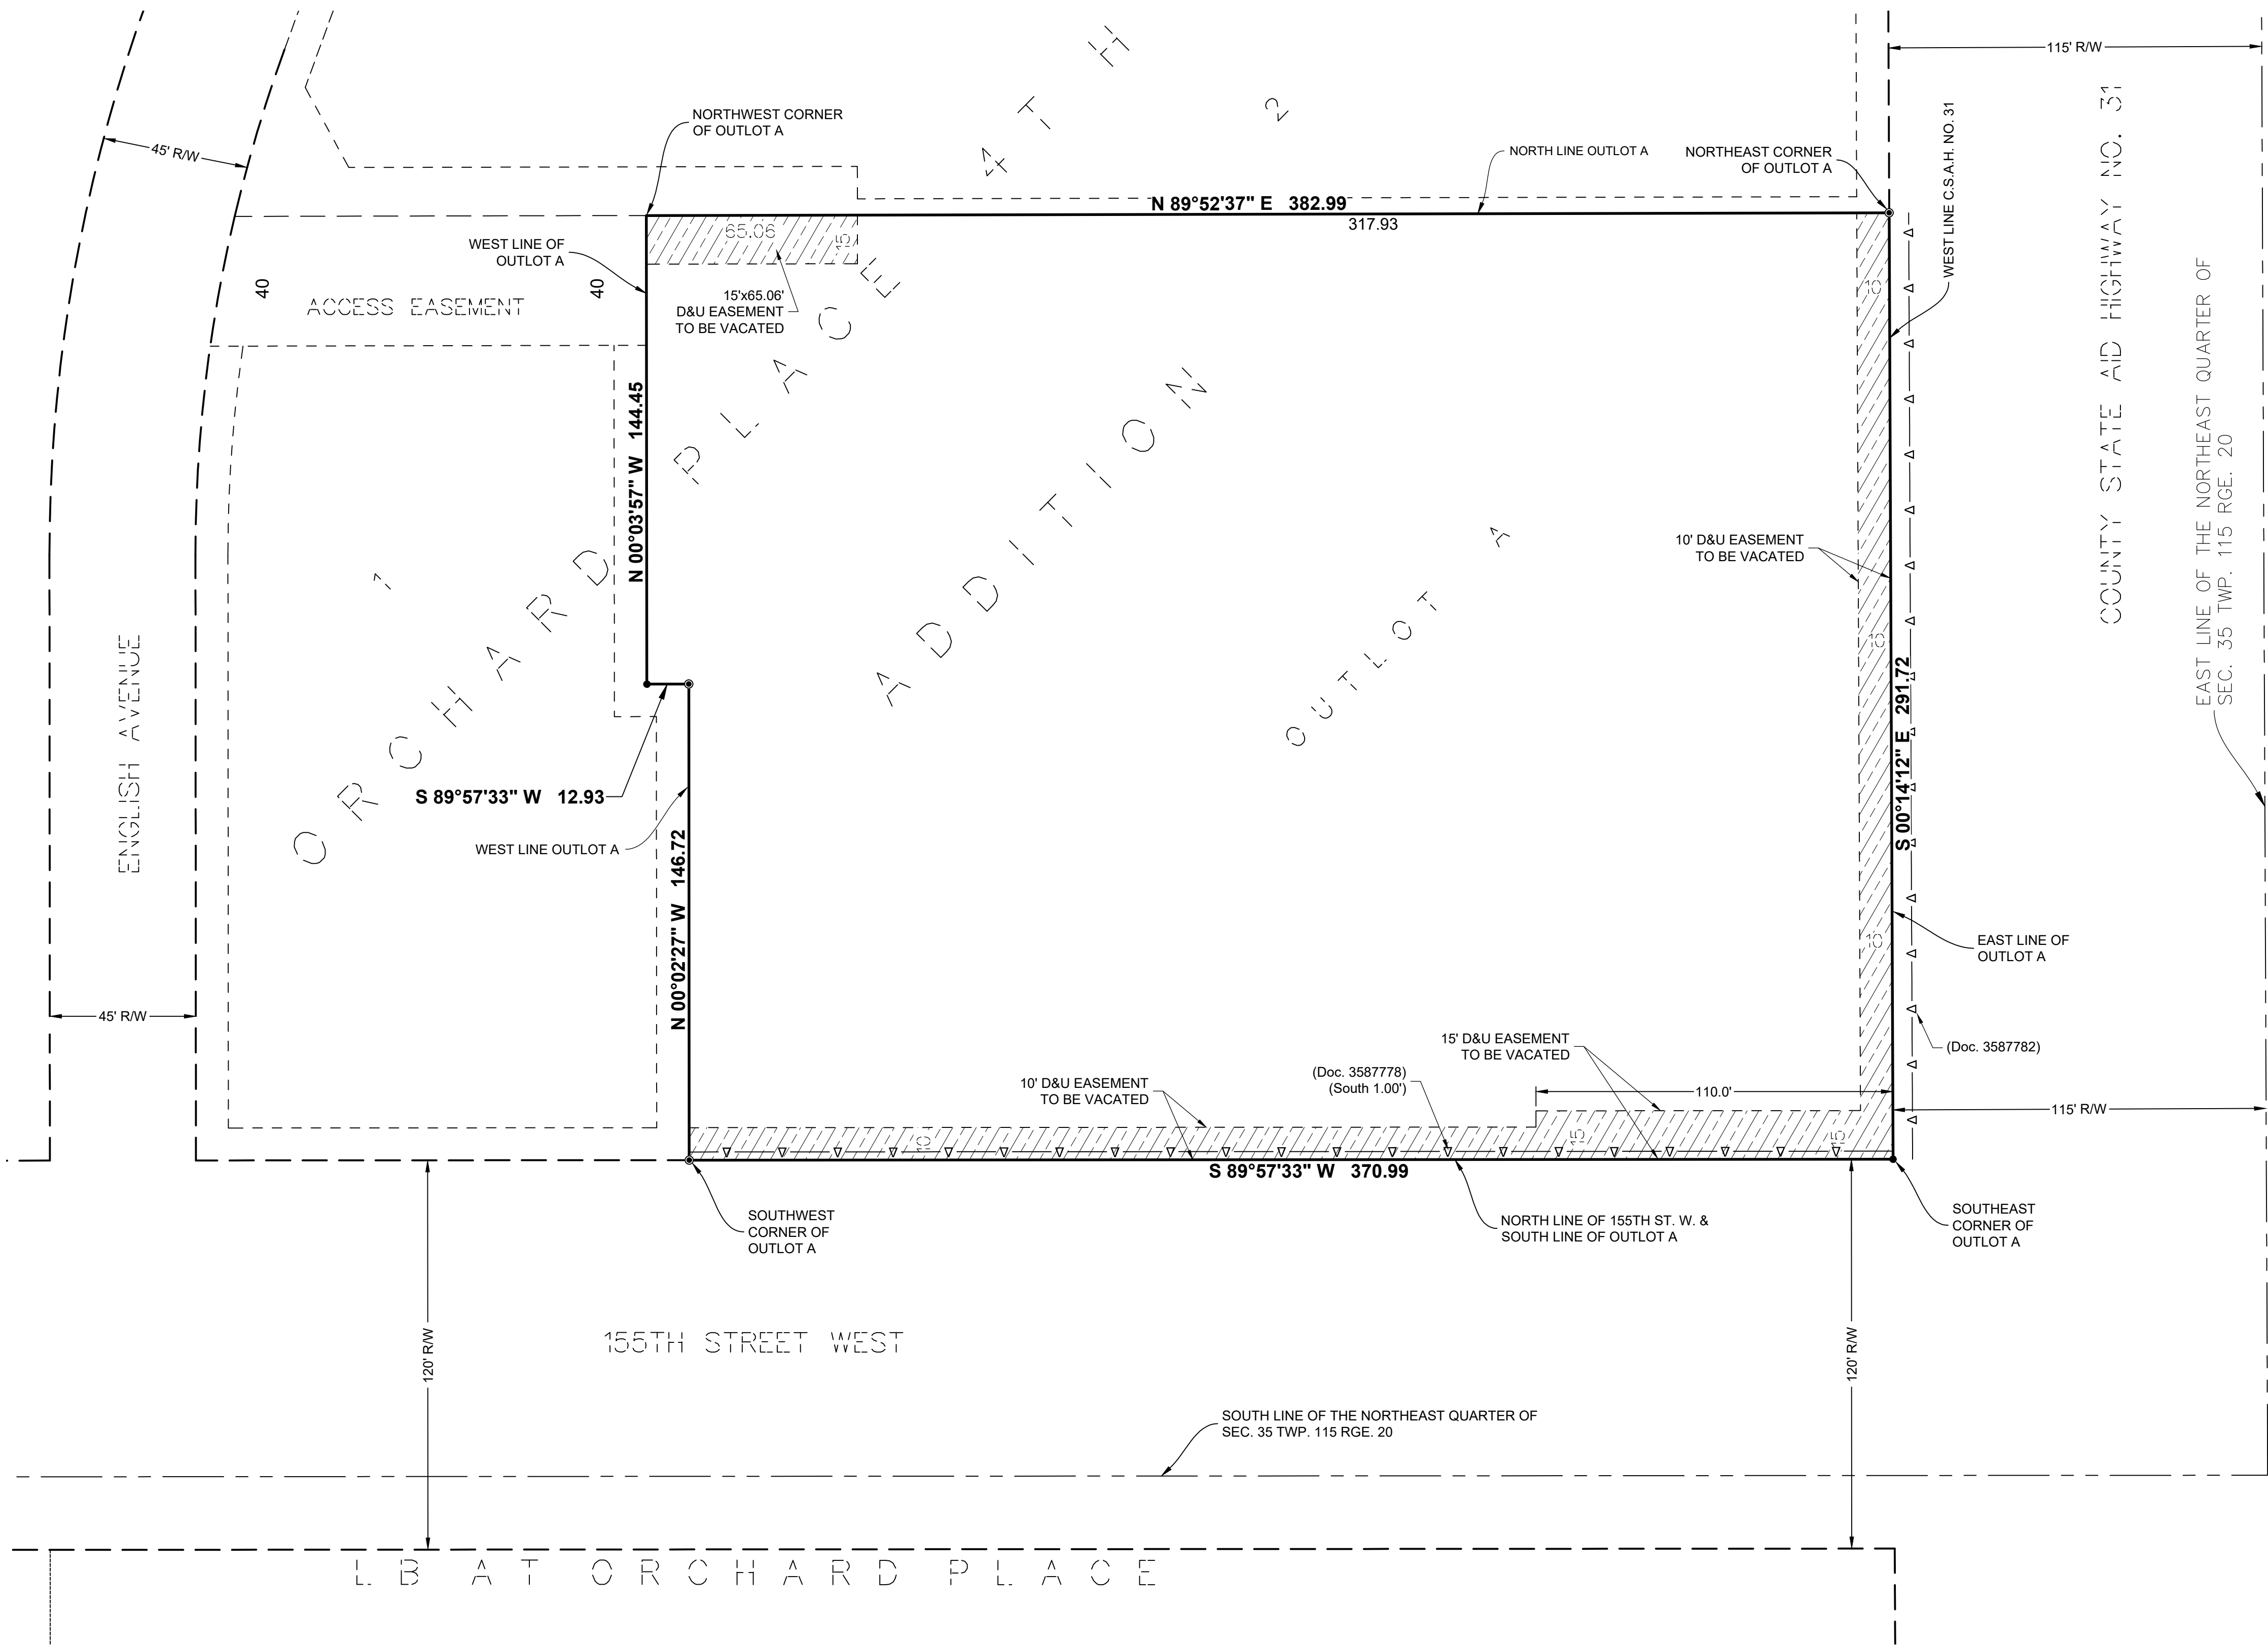 115' R/W
45' R/W
NORTHWEST CORNER
OF OUTLOT A
4TH
2
NORTH LINE OUTLOT A
NORTHEAST CORNER
OF OUTLOT A
WEST LINE C.S.A.H. NO. 31
COUNTY STATE AID HIGHWAY NO. 31
EAST LINE OF THE NORTHEAST QUARTER OF
SEC. 35 TWP. 115 RGE. 20
N 89°52'37" E 382.99
317.93
65.06
15
WEST LINE OF
OUTLOT A
40
40
ACCESS EASEMENT
15'x65.06'
D&U EASEMENT
TO BE VACATED
10
N 00°03'57" W 144.45
ORCHARD PLACE
ADDITION
OUTLOT A
1
10' D&U EASEMENT
TO BE VACATED
ENGLISH AVENUE
S 00°14'12" E 291.72
S 89°57'33" W 12.93
WEST LINE OUTLOT A
N 00°02'27" W 146.72
10
EAST LINE OF
OUTLOT A
45' R/W
(Doc. 3587782)
15' D&U EASEMENT
TO BE VACATED
(Doc. 3587778)
(South 1.00')
10' D&U EASEMENT
TO BE VACATED
110.0'
115' R/W
10
15
15
S 89°57'33" W 370.99
SOUTHWEST
CORNER OF
OUTLOT A
NORTH LINE OF 155TH ST. W. &
SOUTH LINE OF OUTLOT A
SOUTHEAST
CORNER OF
OUTLOT A
155TH STREET WEST
120' R/W
120' R/W
SOUTH LINE OF THE NORTHEAST QUARTER OF
SEC. 35 TWP. 115 RGE. 20
LB AT ORCHARD PLACE